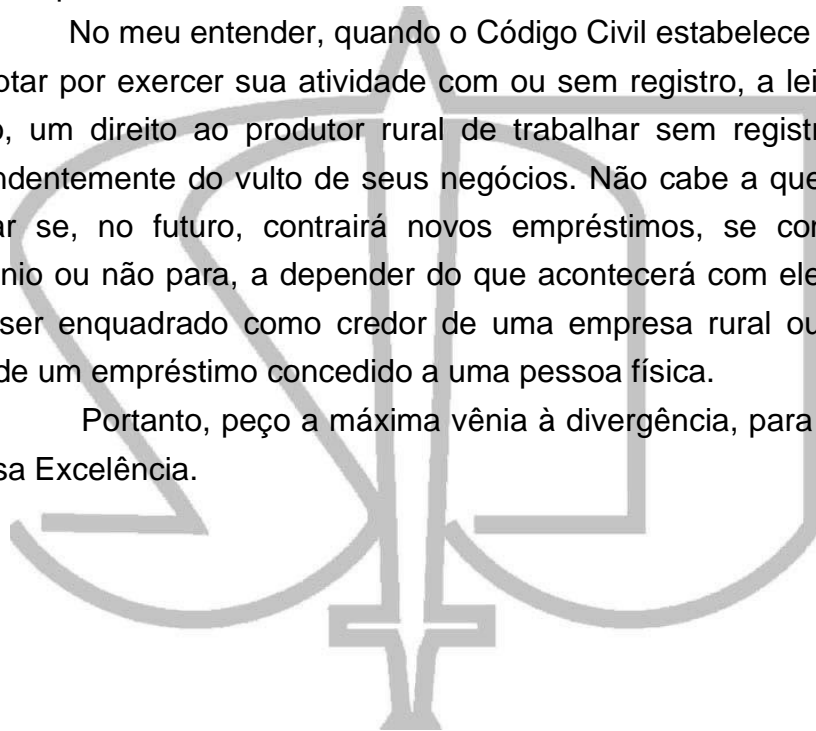 No meu entender, quando o Código Civil estabelece
otar por exercer sua atividade com ou sem registro, a lei
o, um direito ao produtor rural de trabalhar sem registr
ndentemente do vulto de seus negócios. Não cabe a que
ar se, no futuro, contrairá novos empréstimos, se cor
nio ou não para, a depender do que acontecerá com ele
ser enquadrado como credor de uma empresa rural ou
de um empréstimo concedido a uma pessoa física.
Portanto, peço a máxima vênia à divergência, para
sa Excelência.